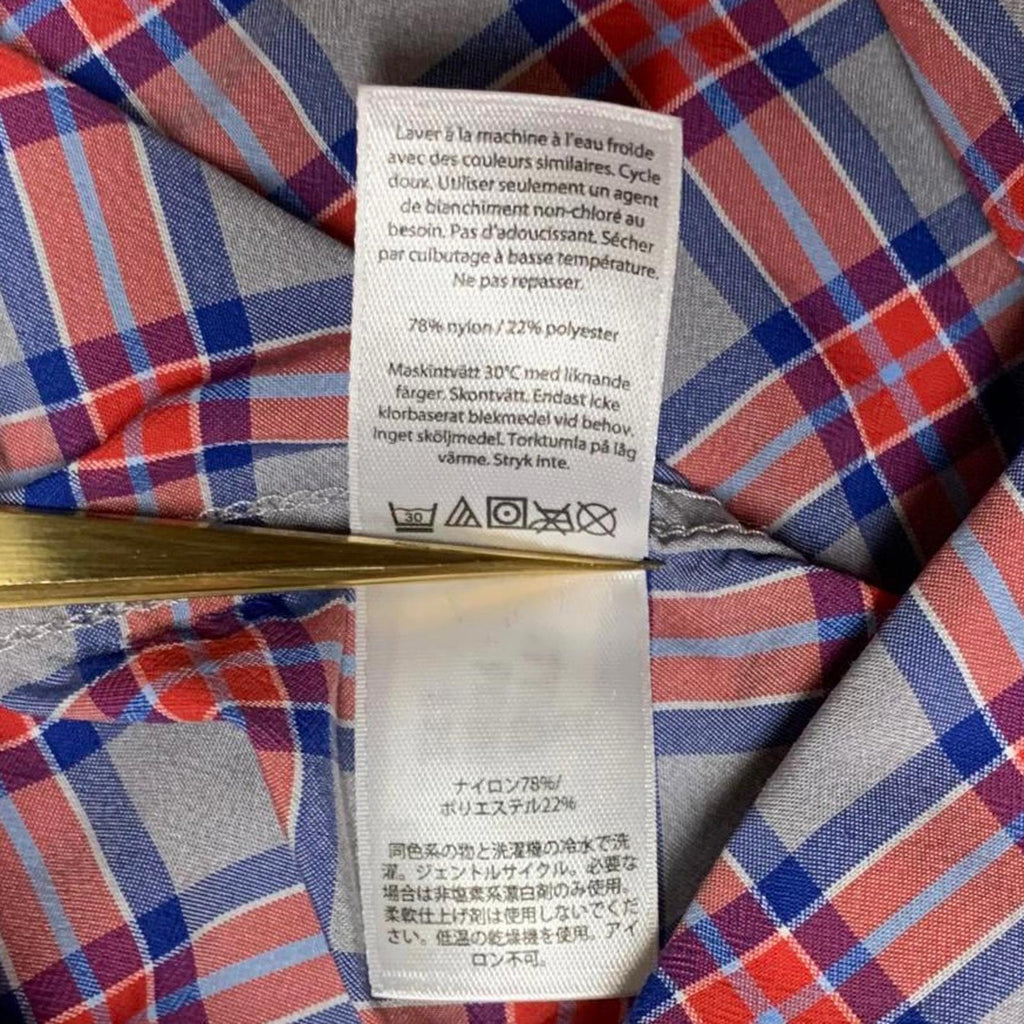 Laver à la machine à l'eau froide
avec des couleurs similaires. Cycle
doux. Utiliser seulement un agent
de blanchiment non-chloré au
besoin. Pas d'adoucissant. Sécher
par culbutage à basse température.
Ne pas repasser.
78% nylon / 22% polyester
Maskintvätt 30°C med liknande
färger. Skontvätt. Endast icke
klorbaserat blekmedel vid behov.
Inget sköljmedel. Torktumla på låg
värme. Stryk inte.
30
ナイロン78%/
ポリエステル22%
同色系の物と洗濯機の冷水で洗
濯。ジェントルサイクル。必要な
場合は非塩素系漂白剤のみ使用。
柔軟仕上げ剤は使用しないでくだ
さい。低温の乾燥機を使用。アイ
ロン不可。